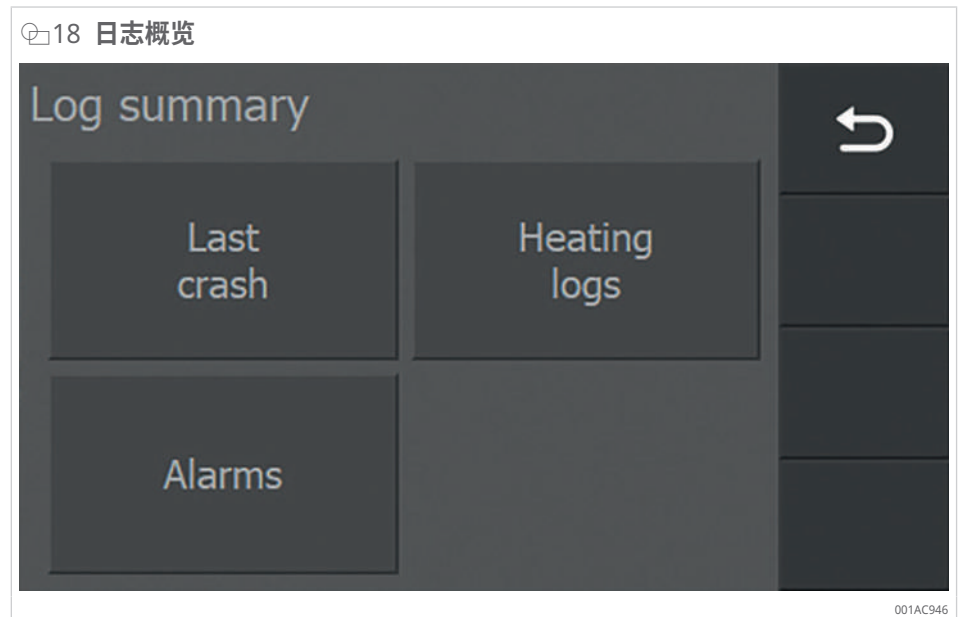 18 日志概览
Log summary
Last
crash
Heating
logs
Alarms
001AC946